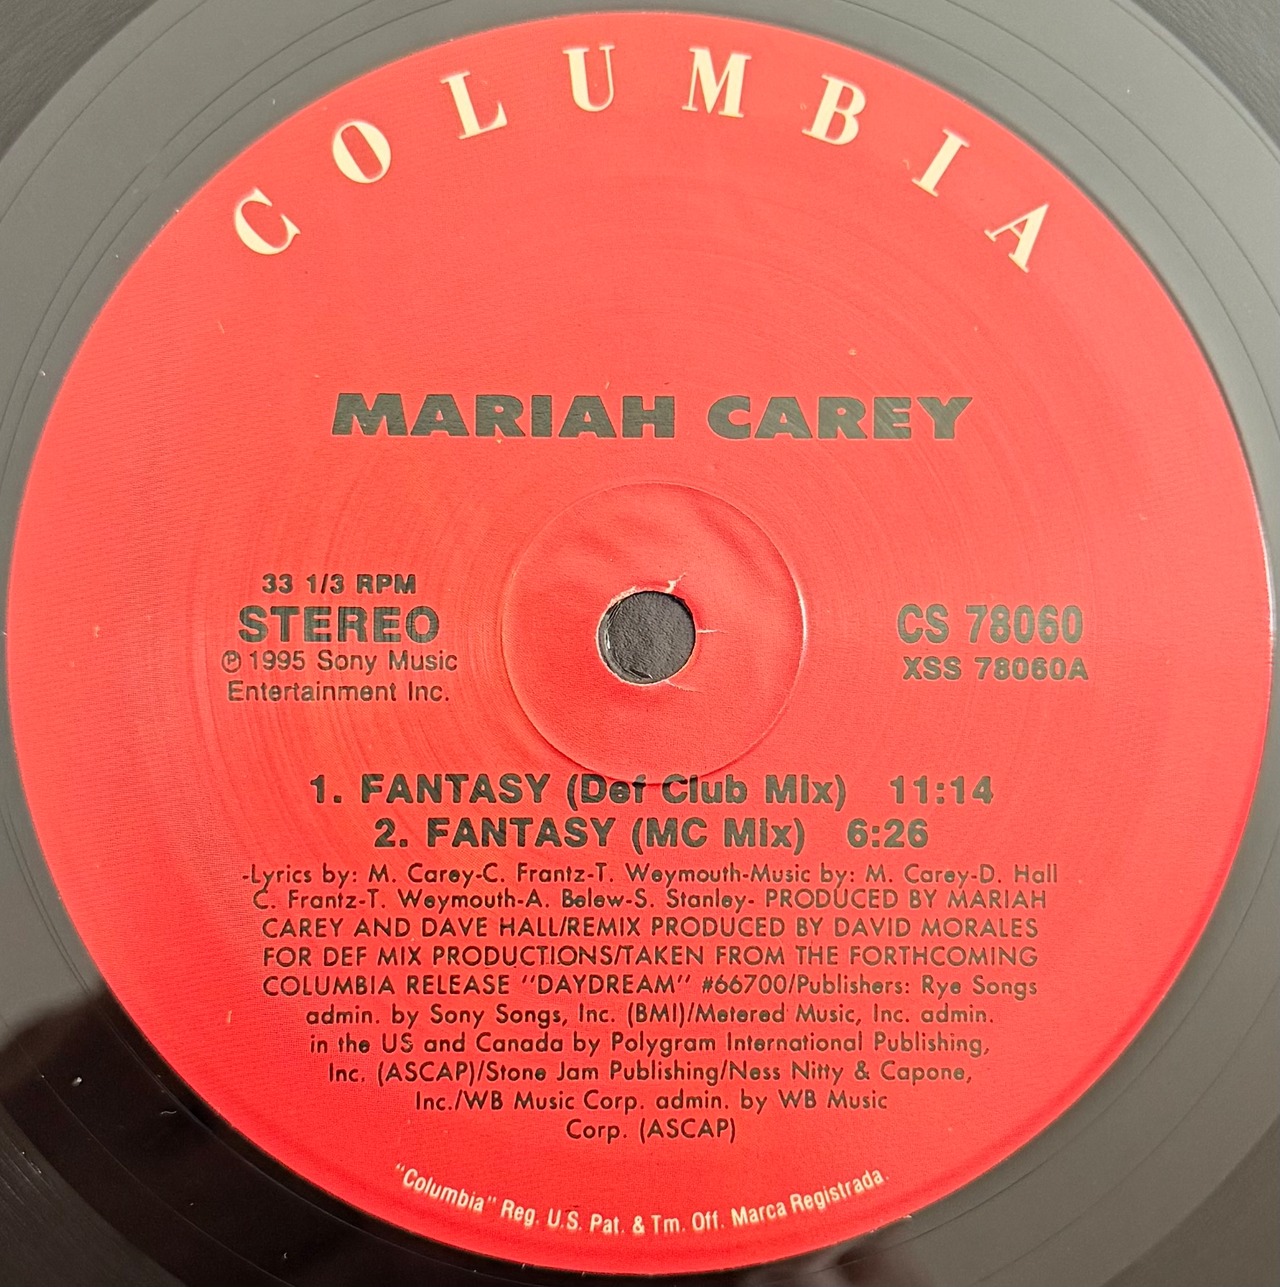 COLUMBIA
MARIAH CAREY
33 1/3 RPM
STEREO
℗ 1995 Sony Music
Entertainment Inc.
CS 78060
XSS 78060A
1. FANTASY (Def Club Mix) 11:14
2. FANTASY (MC Mix) 6:26
-Lyrics by: M. Carey-C. Frantz-T. Weymouth-Music by: M. Carey-D. Hall
C. Frantz-T. Weymouth-A. Belew-S. Stanley- PRODUCED BY MARIAH
CAREY AND DAVE HALL/REMIX PRODUCED BY DAVID MORALES
FOR DEF MIX PRODUCTIONS/TAKEN FROM THE FORTHCOMING
COLUMBIA RELEASE "DAYDREAM" #66700/Publishers: Rye Songs
admin. by Sony Songs, Inc. (BMI)/Metered Music, Inc. admin.
in the US and Canada by Polygram International Publishing,
Inc. (ASCAP)/Stone Jam Publishing/Ness Nitty & Capone,
Inc./WB Music Corp. admin. by WB Music
Corp. (ASCAP)
"Columbia" Reg. U.S. Pat. & Tm. Off. Marca Registrada.